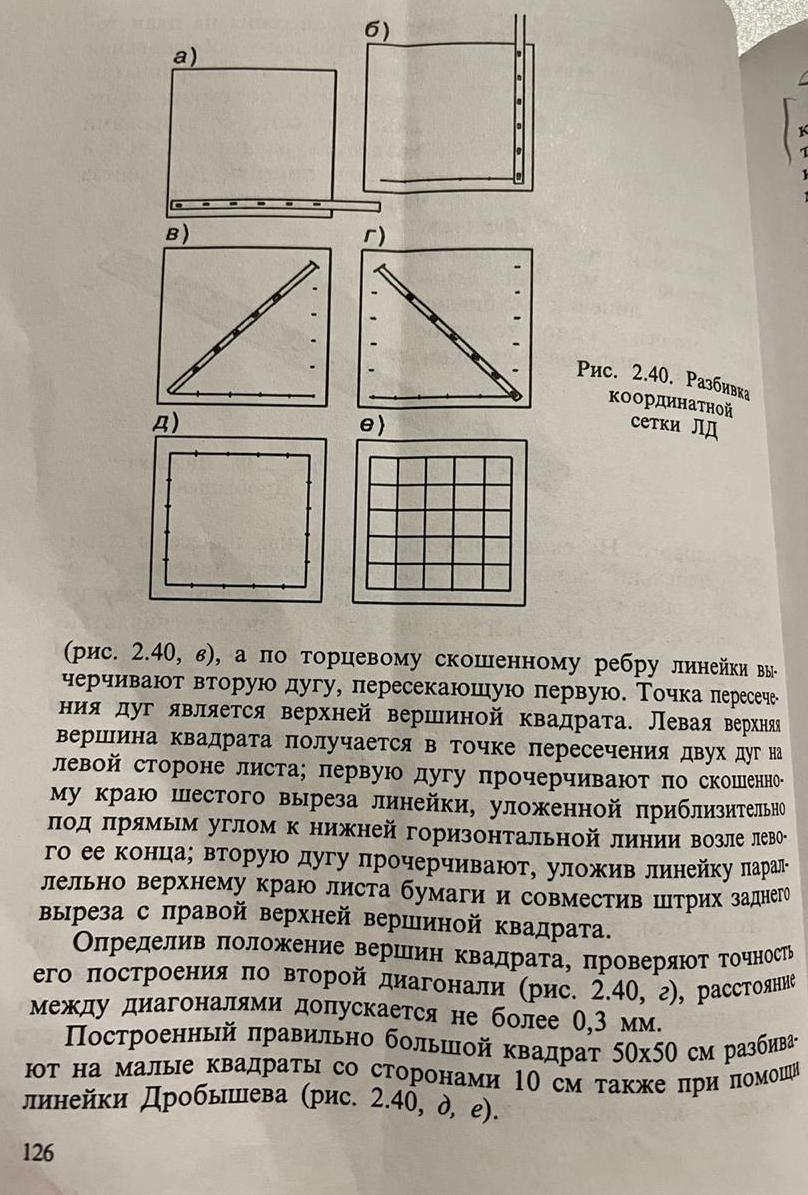 а)
б)
в)
г)
Рис. 2.40. Разбивка
координатной
сетки ЛД
д)
е)
(рис. 2.40, в), а по торцевому скошенному ребру линейки вы-
черчивают вторую дугу, пересекающую первую. Точка пересече-
ния дуг является верхней вершиной квадрата. Левая верхняя
вершина квадрата получается в точке пересечения двух дуг на
левой стороне листа; первую дугу прочерчивают по скошенно-
му краю шестого выреза линейки, уложенной приблизительно
под прямым углом к нижней горизонтальной линии возле лево-
го ее конца; вторую дугу прочерчивают, уложив линейку парал-
лельно верхнему краю листа бумаги и совместив штрих заднего
выреза с правой верхней вершиной квадрата.
Определив положение вершин квадрата, проверяют точность
его построения по второй диагонали (рис. 2.40, г), расстояние
между диагоналями допускается не более 0,3 мм.
Построенный правильно большой квадрат 50х50 см разбива-
ют на малые квадраты со сторонами 10 см также при помощи
линейки Дробышева (рис. 2.40, д, е).
126